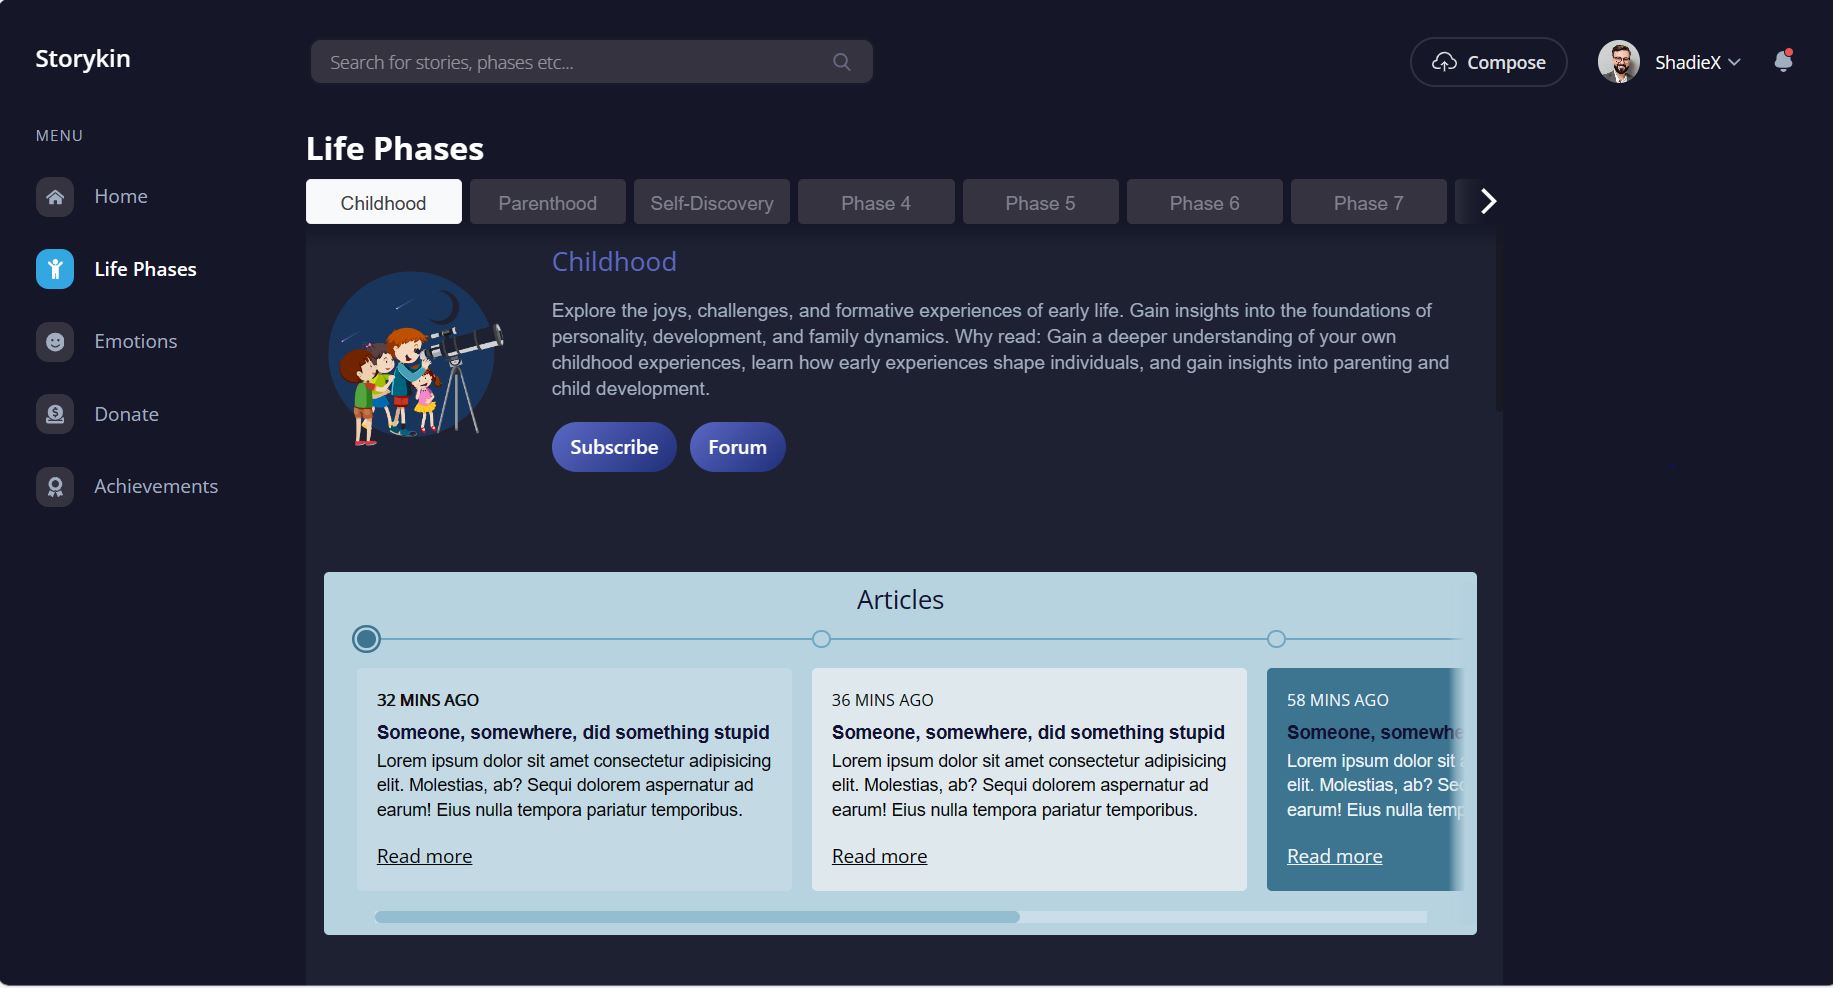 Storykin
Search for stories, phases etc...
Compose
ShadieX
MENU
Home
Life Phases
Emotions
Donate
Achievements
Life Phases
Childhood
Parenthood
Self-Discovery
Phase 4
Phase 5
Phase 6
Phase 7
Childhood
Explore the joys, challenges, and formative experiences of early life. Gain insights into the foundations of
personality, development, and family dynamics. Why read: Gain a deeper understanding of your own
childhood experiences, learn how early experiences shape individuals, and gain insights into parenting and
child development.
Subscribe
Forum
Articles
32 MINS AGO
Someone, somewhere, did something stupid
Lorem ipsum dolor sit amet consectetur adipisicing
elit. Molestias, ab? Sequi dolorem aspernatur ad
earum! Eius nulla tempora pariatur temporibus.
Read more
36 MINS AGO
Someone, somewhere, did something stupid
Lorem ipsum dolor sit amet consectetur adipisicing
elit. Molestias, ab? Sequi dolorem aspernatur ad
earum! Eius nulla tempora pariatur temporibus.
Read more
58 MINS AGO
Someone, somewhe
Lorem ipsum dolor sit a
elit. Molestias, ab? Sec
earum! Eius nulla temp
Read more